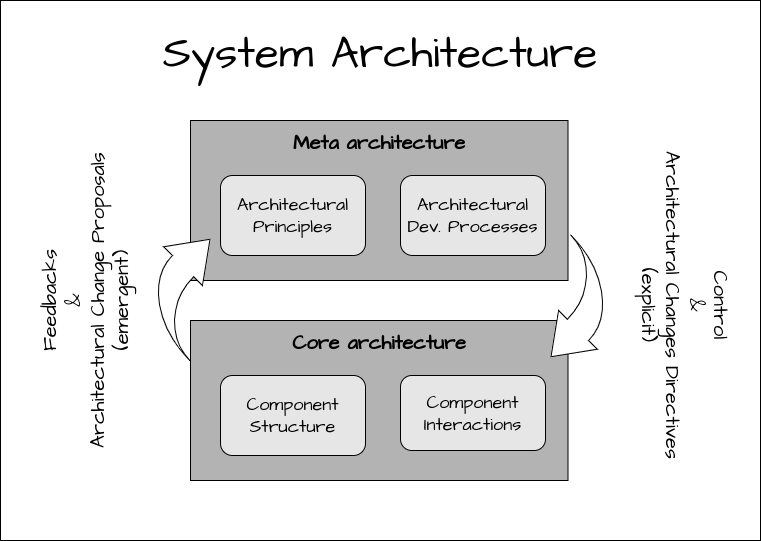 System Architecture
Meta architecture
Architectural
Principles
Architectural
Dev. Processes
Feedbacks
&
Architectural Change Proposals
(emergent)
Control
&
Architectural Changes Directives
(explicit)
Core architecture
Component
Structure
Component
Interactions